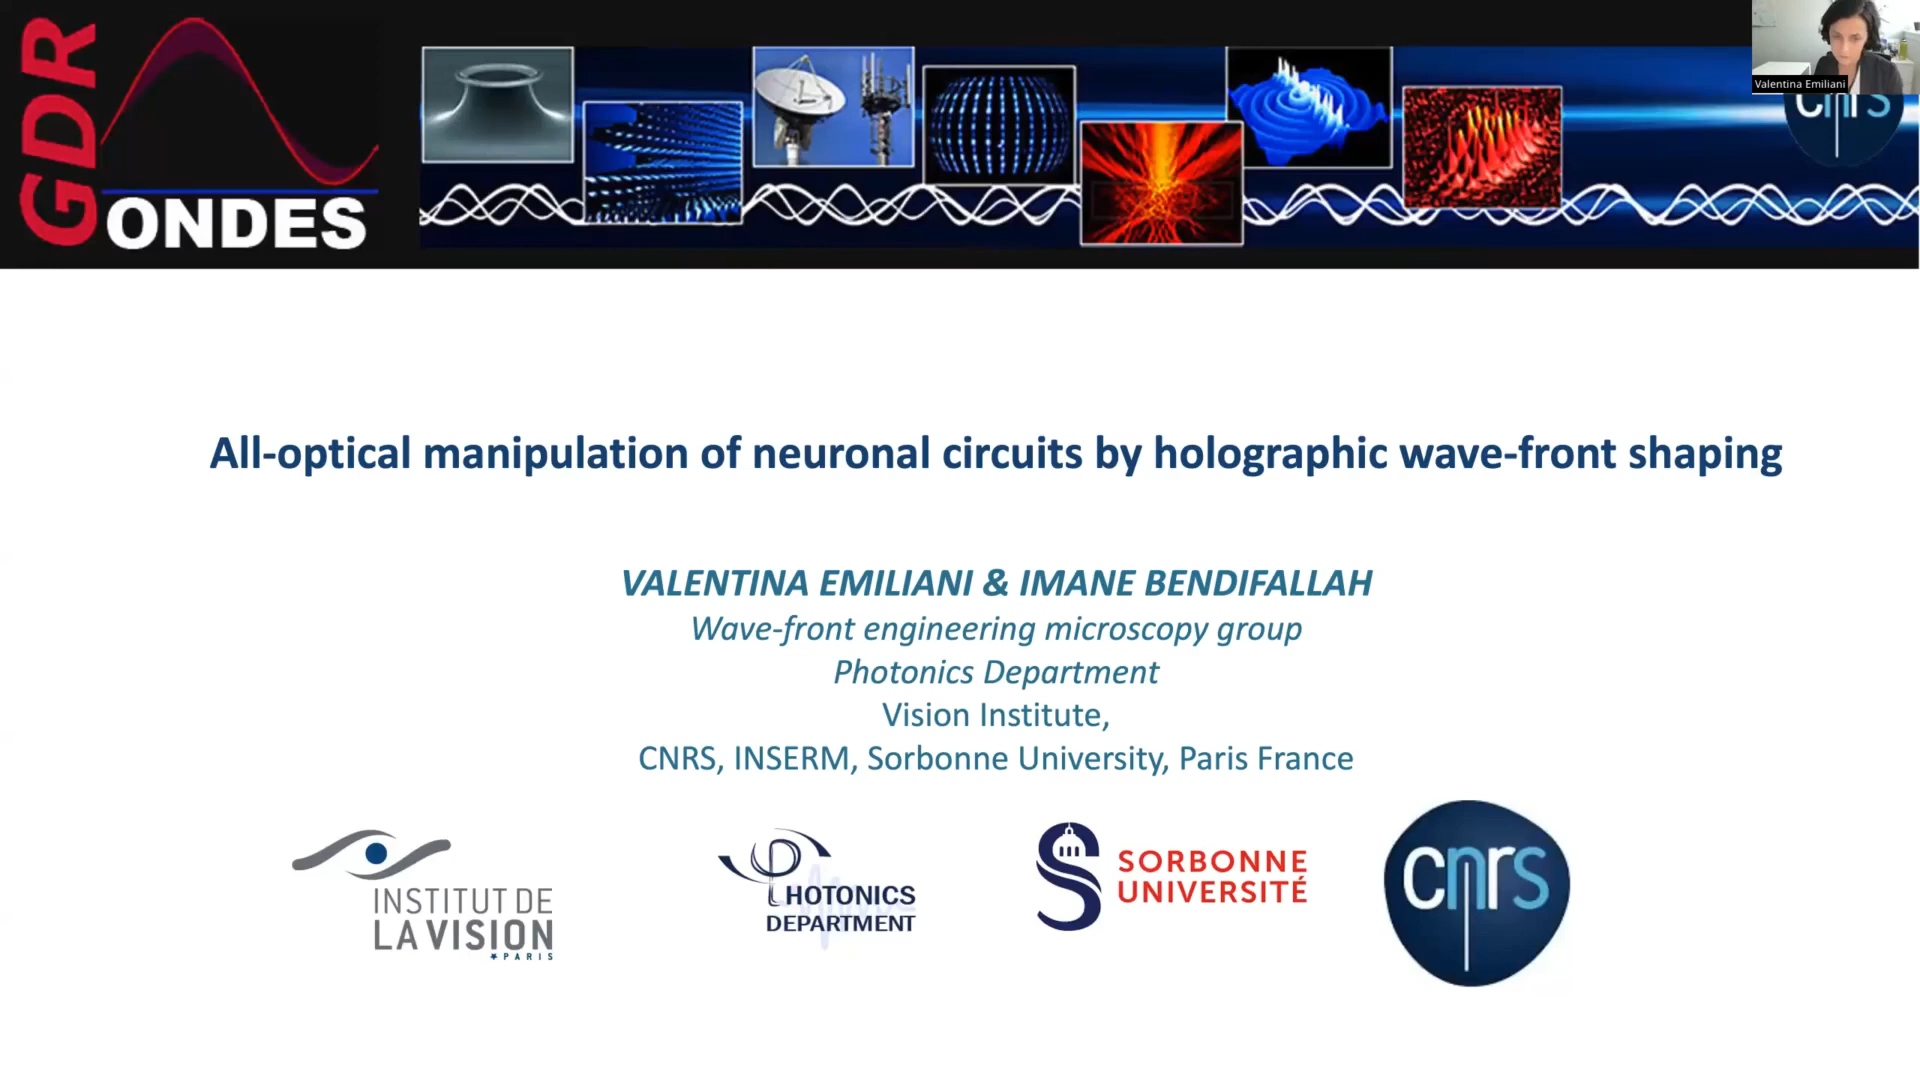 GDR
ONDES
Valentina Emiliani
cnrs
All-optical manipulation of neuronal circuits by holographic wave-front shaping
VALENTINA EMILIANI & IMANE BENDIFALLAH
Wave-front engineering microscopy group
Photonics Department
Vision Institute,
CNRS, INSERM, Sorbonne University, Paris France
INSTITUT DE
LA VISION
PARIS
PHOTONICS
DEPARTMENT
SORBONNE
UNIVERSITÉ
cnrs